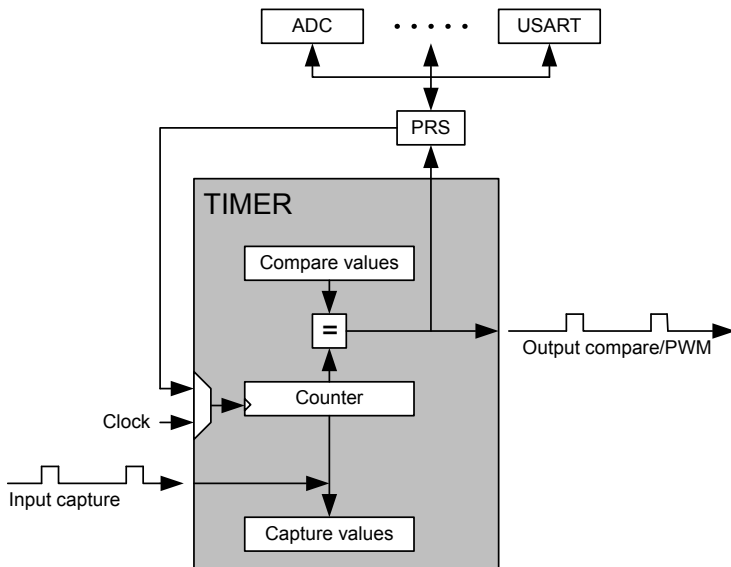 ADC
. . . . .
USART
PRS
TIMER
Compare values
=
Output compare/PWM
Counter
Clock
Input capture
Capture values